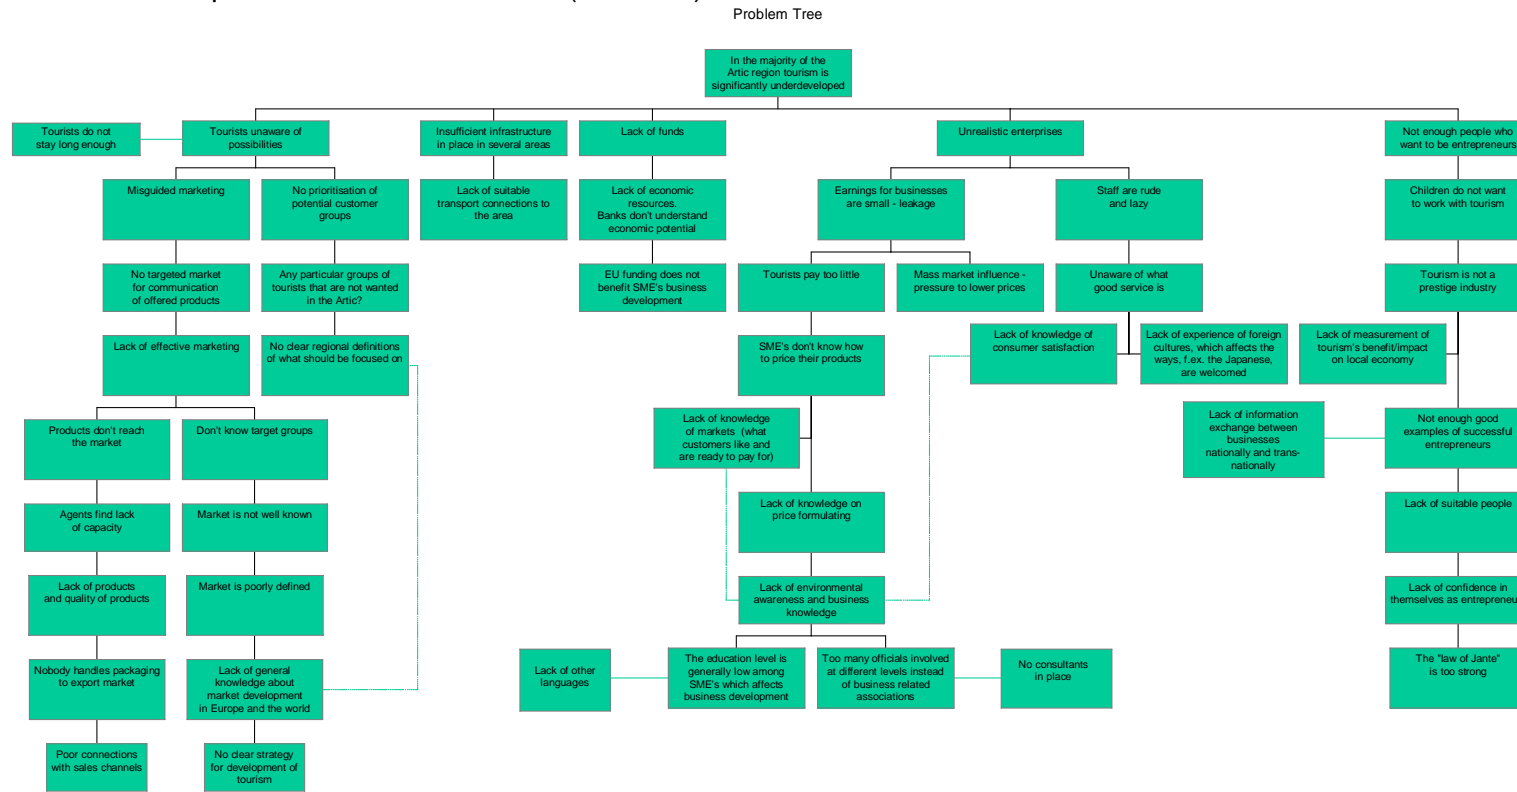 Problem Tree
In the majority of the
Artic region tourism is
significantly underdeveloped
Tourists do not
stay long enough
Tourists unaware of
possibilities
Insufficient infrastructure
in place in several areas
Lack of funds
Unrealistic enterprises
Not enough people who
want to be entrepreneurs
Misguided marketing
No prioritisation of
potential customer
groups
Lack of suitable
transport connections to
the area
Lack of economic
resources.
Banks don't understand
economic potential
Earnings for businesses
are small - leakage
Staff are rude
and lazy
Children do not want
to work with tourism
No targeted market
for communication
of offered products
Any particular groups of
tourists that are not wanted
in the Artic?
EU funding does not
benefit SME's business
development
Tourists pay too little
Mass market influence -
pressure to lower prices
Unaware of what
good service is
Tourism is not a
prestige industry
Lack of effective marketing
No clear regional definitions
of what should be focused on
SME's don't know how
to price their products
Lack of knowledge of
consumer satisfaction
Lack of experience of foreign
cultures, which affects the
ways, f.ex. the Japanese,
are welcomed
Lack of measurement of
tourism's benefit/impact
on local economy
Products don't reach
the market
Don't know target groups
Lack of knowledge
of markets (what
customers like and
are ready to pay for)
Lack of information
exchange between
businesses
nationally and trans-
nationally
Not enough good
examples of successful
entrepreneurs
Agents find lack
of capacity
Market is not well known
Lack of knowledge on
price formulating
Lack of suitable people
Lack of products
and quality of products
Market is poorly defined
Lack of environmental
awareness and business
knowledge
Lack of confidence in
themselves as entrepreneu
Nobody handles packaging
to export market
Lack of general
knowledge about
market development
in Europe and the world
Lack of other
languages
The education level is
generally low among
SME's which affects
business development
Too many officials involved
at different levels instead
of business related
associations
No consultants
in place
The "law of Jante"
is too strong
Poor connections
with sales channels
No clear strategy
for development of
tourism